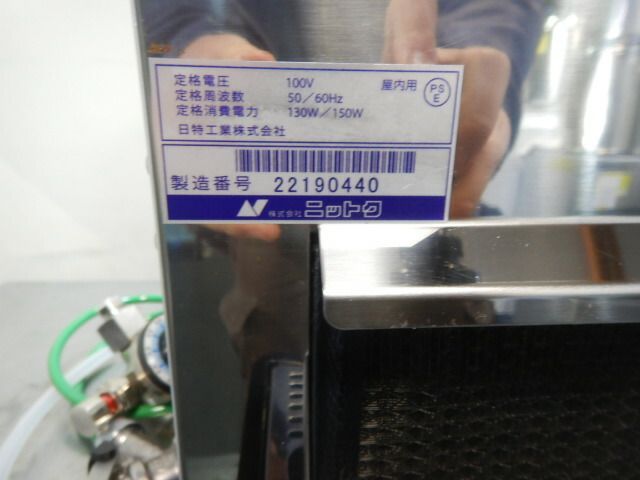 定格電圧 100V 屋内用
PS
E
定格周波数 50／60Hz
定格消費電力 130W／150W
日特工業株式会社
製造番号 22190440
株式会社 ニットク